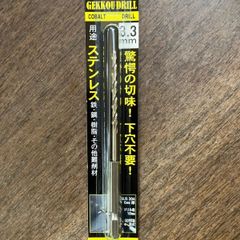 GEKKOU DRILL
COBALT DRILL
3.3
mm
用途
ステンレス
鉄・鋼・樹脂・その他難削材
驚愕の切味！下穴不要！